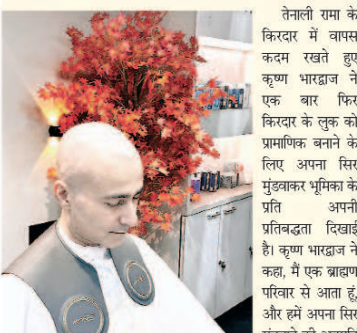 तेनाली रामा के
किरदार में वापस
कदम रखते हुए
कृष्ण भारद्वाज ने
एक बार फिर
किरदार के लुक को
प्रामाणिक बनाने के
लिए अपना सिर
मुंडवाकर भूमिका के
प्रति अपनी
प्रतिबद्धता दिखाई
है। कृष्ण भारद्वाज ने
कहा, मैं एक ब्राह्मण
परिवार से आता हूं,
और हमें अपना सिर